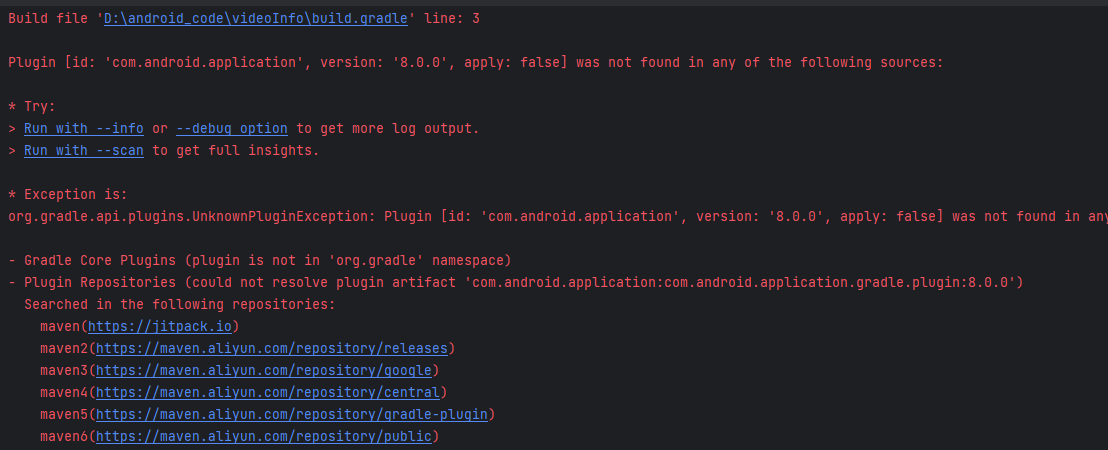 Build file 'D:\android_code\videoInfo\build.gradle' line: 3
Plugin [id: 'com.android.application', version: '8.0.0', apply: false] was not found in any of the following sources:
* Try:
> Run with --info or --debug option to get more log output.
> Run with --scan to get full insights.
* Exception is:
org.gradle.api.plugins.UnknownPluginException: Plugin [id: 'com.android.application', version: '8.0.0', apply: false] was not found in any
- Gradle Core Plugins (plugin is not in 'org.gradle' namespace)
- Plugin Repositories (could not resolve plugin artifact 'com.android.application:com.android.application.gradle.plugin:8.0.0')
Searched in the following repositories:
maven(https://jitpack.io)
maven2(https://maven.aliyun.com/repository/releases)
maven3(https://maven.aliyun.com/repository/google)
maven4(https://maven.aliyun.com/repository/central)
maven5(https://maven.aliyun.com/repository/gradle-plugin)
maven6(https://maven.aliyun.com/repository/public)